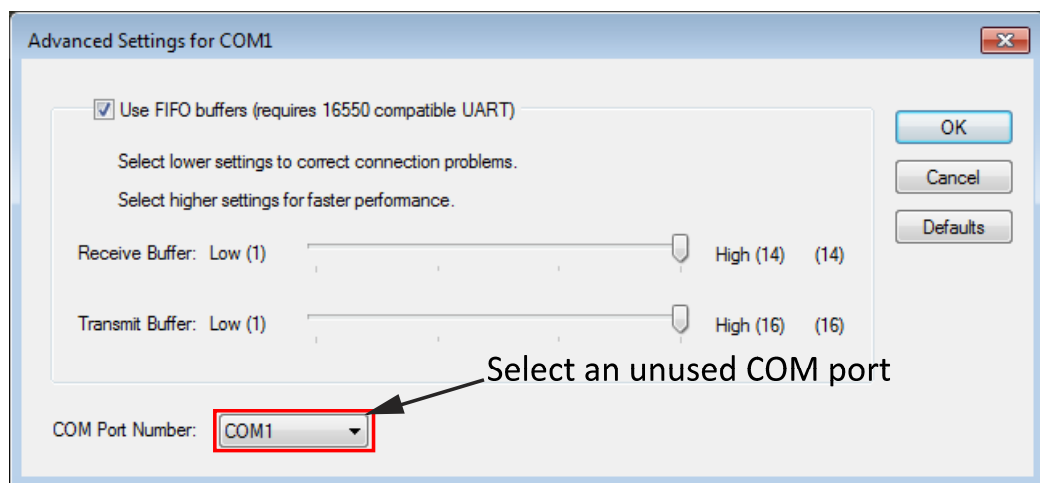 Advanced Settings for COM1
Use FIFO buffers (requires 16550 compatible UART)
OK
Select lower settings to correct connection problems.
Cancel
Select higher settings for faster performance.
Defaults
Receive Buffer: Low (1) High (14) (14)
Transmit Buffer: Low (1) High (16) (16)
Select an unused COM port
COM Port Number: COM1